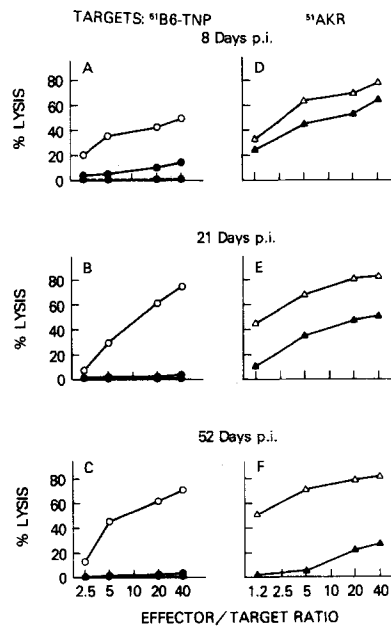 TARGETS: ⁵¹B6-TNP ⁵¹AKR
8 Days p.i.
A D
% LYSIS
80
60
40
20
0
21 Days p.i.
B E
% LYSIS
80
60
40
20
0
52 Days p.i.
C F
% LYSIS
80
60
40
20
0
2.5 5 10 20 40 1.2 2.5 5 10 20 40
EFFECTOR/TARGET RATIO